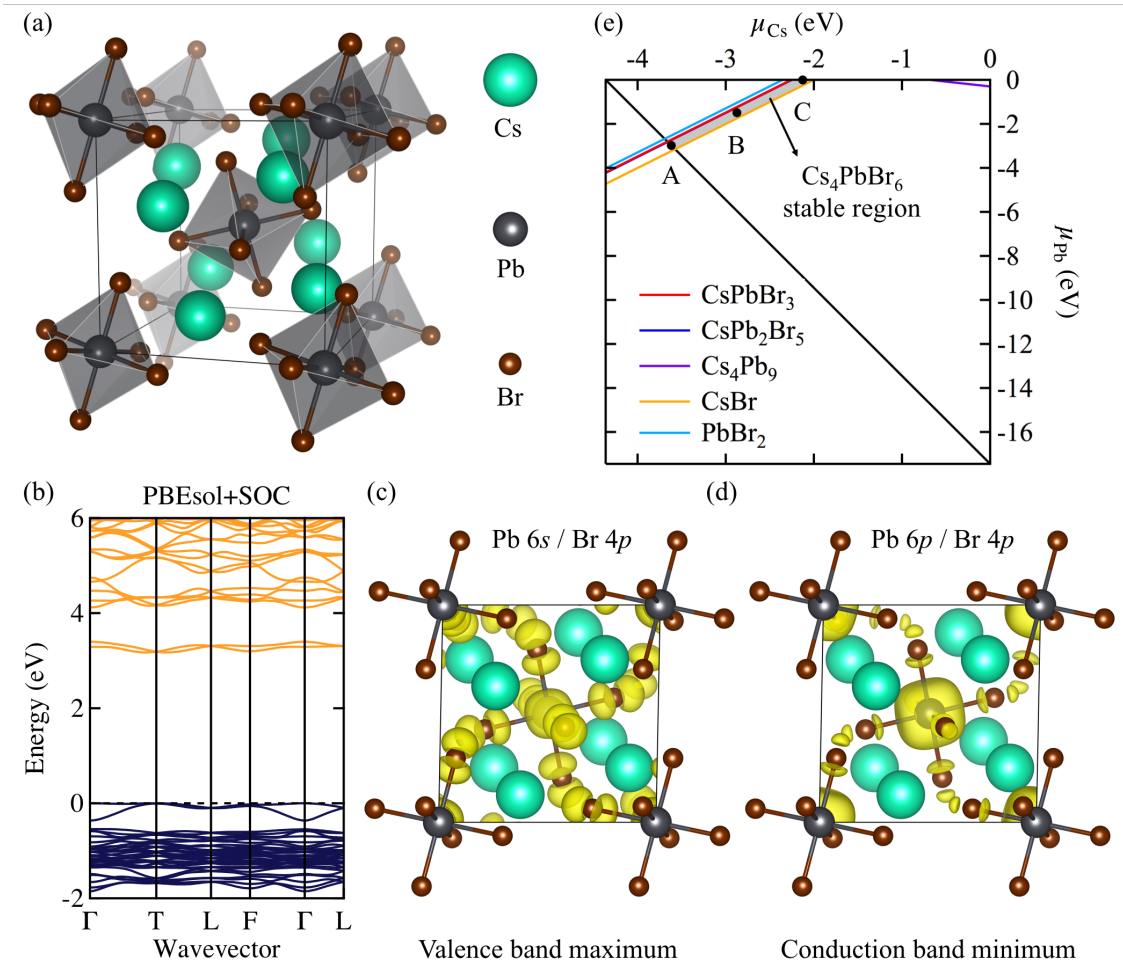 (a)
Cs
Pb
Br
(e)
μCs (eV)
-4 -3 -2 -1 0
0
-2
-4
-6
-8
-10
-12
-14
-16
μPb (eV)
A
B
C
Cs4PbBr6
stable region
CsPbBr3
CsPb2Br5
Cs4Pb9
CsBr
PbBr2
(b)
PBEsol+SOC
6
4
2
0
-2
Energy (eV)
Γ T L F Γ L
Wavevector
(c)
Pb 6s / Br 4p
Valence band maximum
(d)
Pb 6p / Br 4p
Conduction band minimum